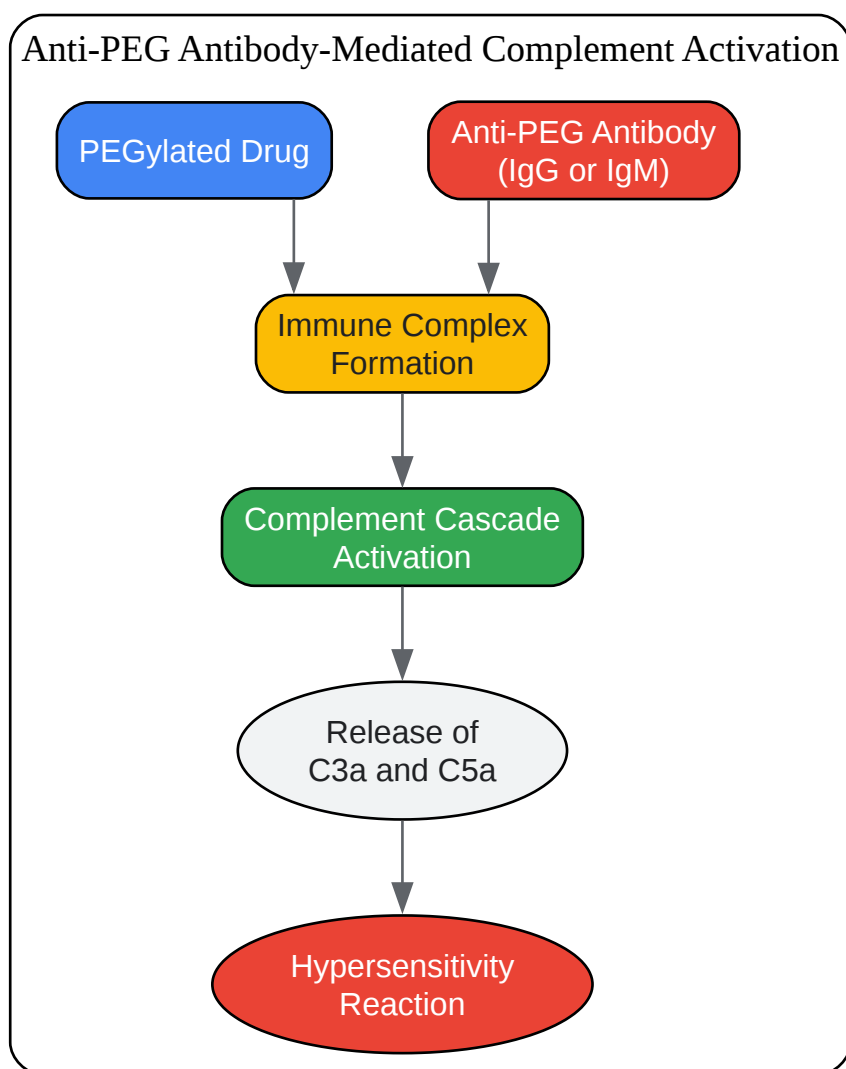 Anti-PEG Antibody-Mediated Complement Activation
PEGylated Drug
Anti-PEG Antibody
(IgG or IgM)
Immune Complex
Formation
Complement Cascade
Activation
Release of
C3a and C5a
Hypersensitivity
Reaction